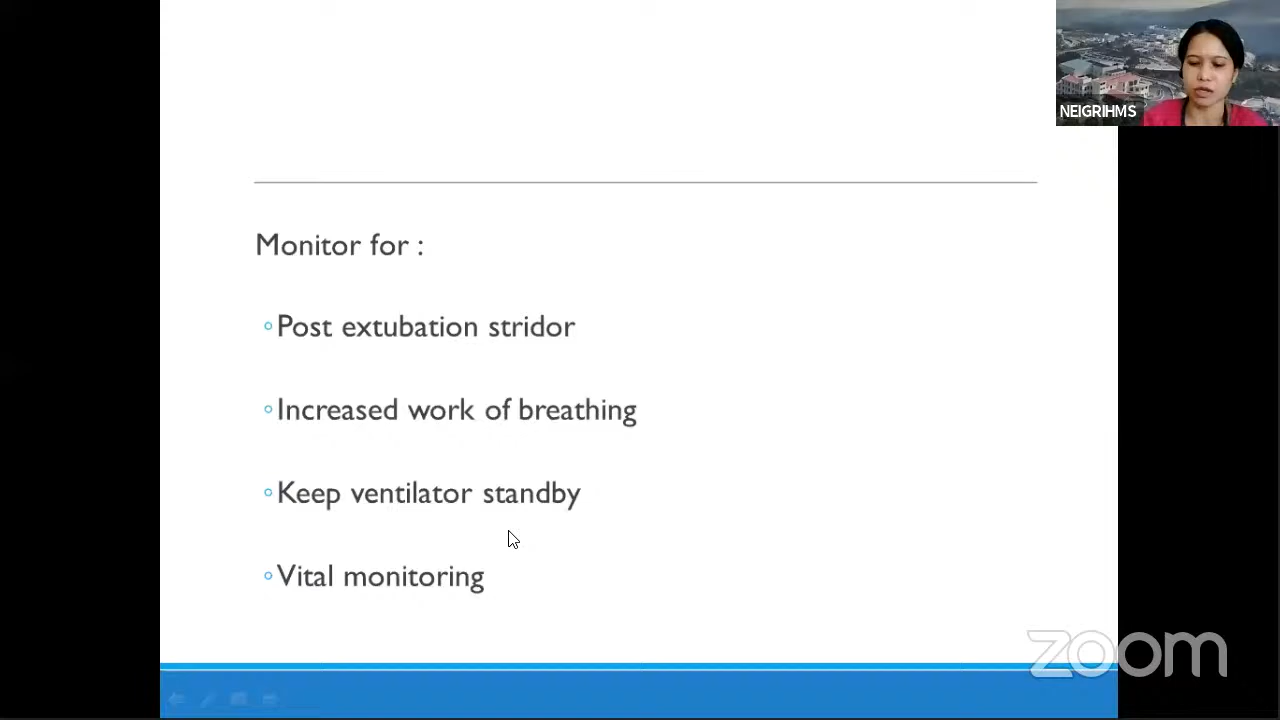 NEIGRIHMS
Monitor for :
Post extubation stridor
Increased work of breathing
Keep ventilator standby
Vital monitoring
zoom